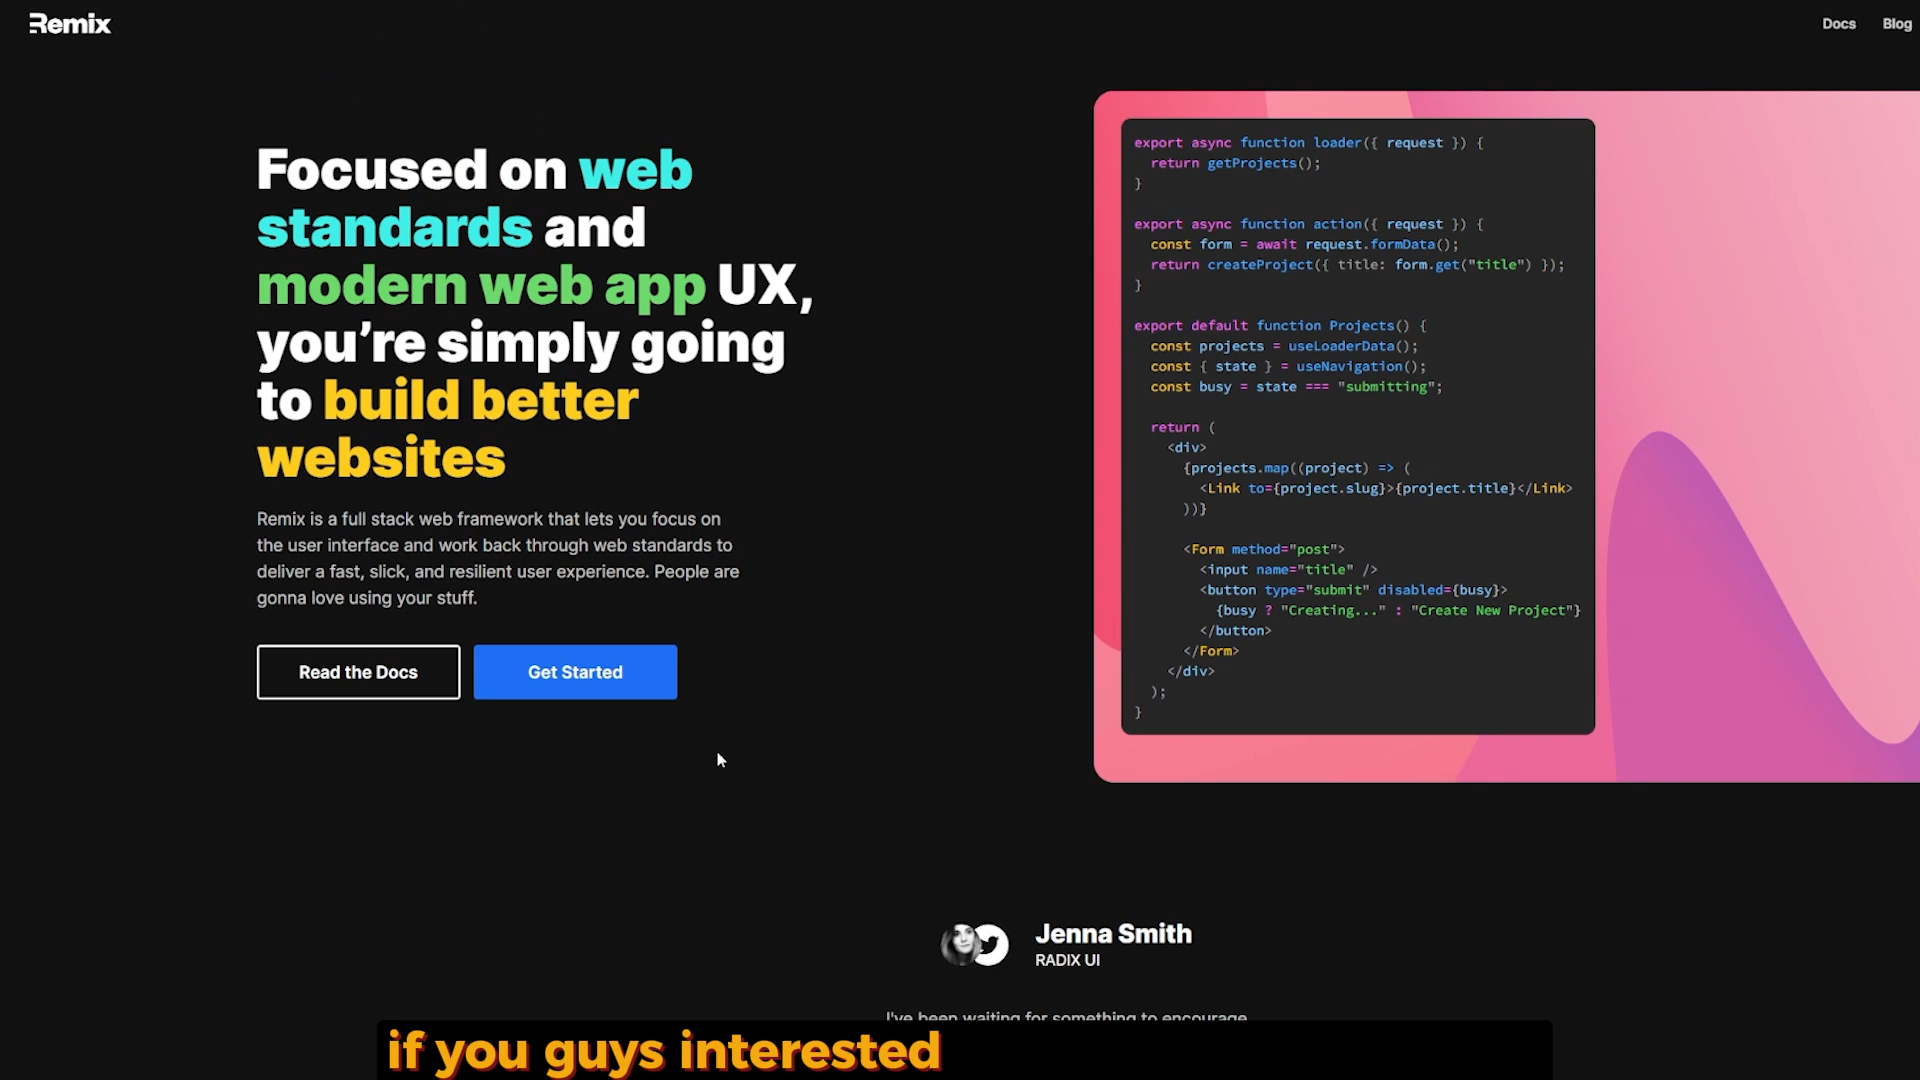 Remix
Docs
Blog
Focused on web
standards and
modern web app UX,
you’re simply going
to build better
websites
Remix is a full stack web framework that lets you focus on
the user interface and work back through web standards to
deliver a fast, slick, and resilient user experience. People are
gonna love using your stuff.
Read the Docs
Get Started
export async function loader({ request }) {
  return getProjects();
}
export async function action({ request }) {
  const form = await request.formData();
  return createProject({ title: form.get("title") });
}
export default function Projects() {
  const projects = useLoaderData();
  const { state } = useNavigation();
  const busy = state === "submitting";
  return (
    <div>
      {projects.map((project) => (
        <Link to={project.slug}>{project.title}</Link>
      ))}
      <Form method="post">
        <input name="title" />
        <button type="submit" disabled={busy}>
          {busy ? "Creating..." : "Create New Project"}
        </button>
      </Form>
    </div>
  );
}
Jenna Smith
RADIX UI
I've been waiting for something to encourage
if you guys interested